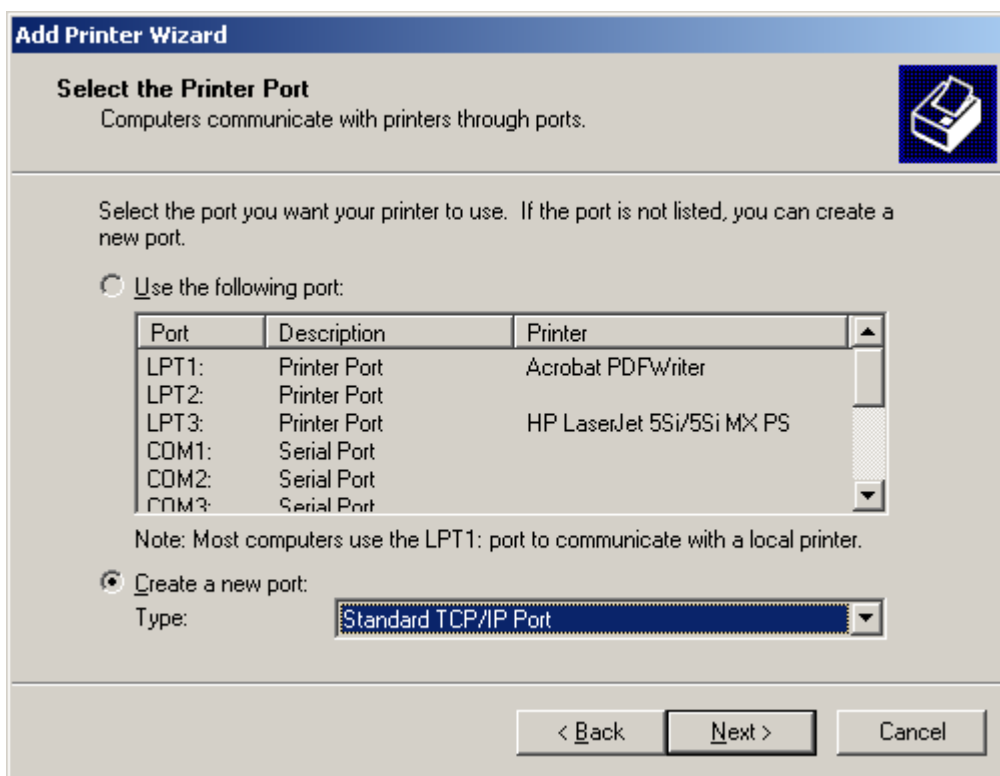 Add Printer Wizard
Select the Printer Port
Computers communicate with printers through ports.
Select the port you want your printer to use.  If the port is not listed, you can create a
new port.
Use the following port:
Port Description Printer
LPT1: Printer Port Acrobat PDFWriter
LPT2: Printer Port
LPT3: Printer Port HP LaserJet 5Si/5Si MX PS
COM1: Serial Port
COM2: Serial Port
COM3: Serial Port
Note: Most computers use the LPT1: port to communicate with a local printer.
Create a new port:
Type: Standard TCP/IP Port
< Back Next > Cancel